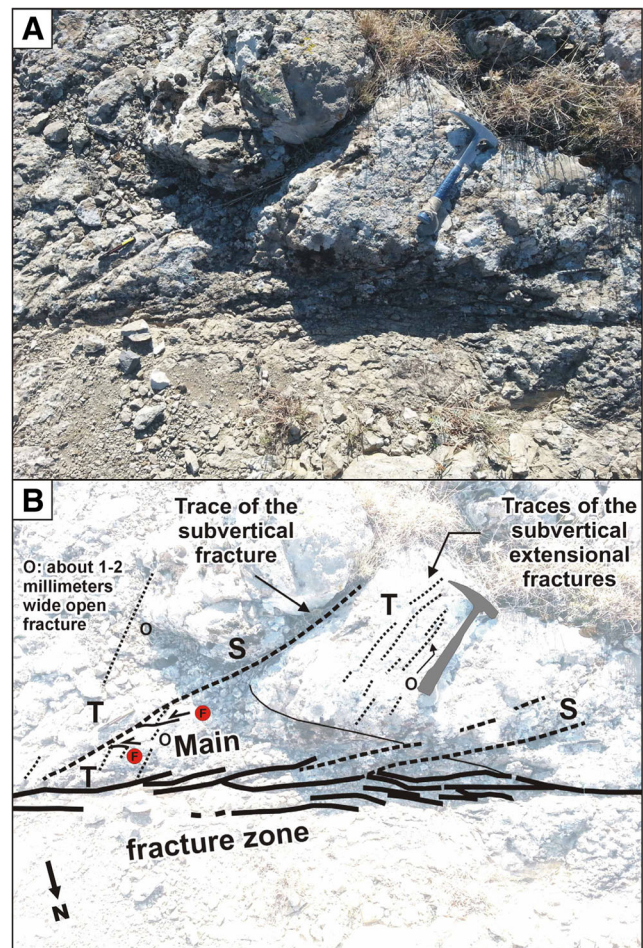 A
B
Trace of the
subvertical
fracture
Traces of the
subvertical
extensional
fractures
O: about 1-2
millimeters
wide open
fracture
T
O
S
O
T
F
O
Main
S
T
F
fracture zone
N